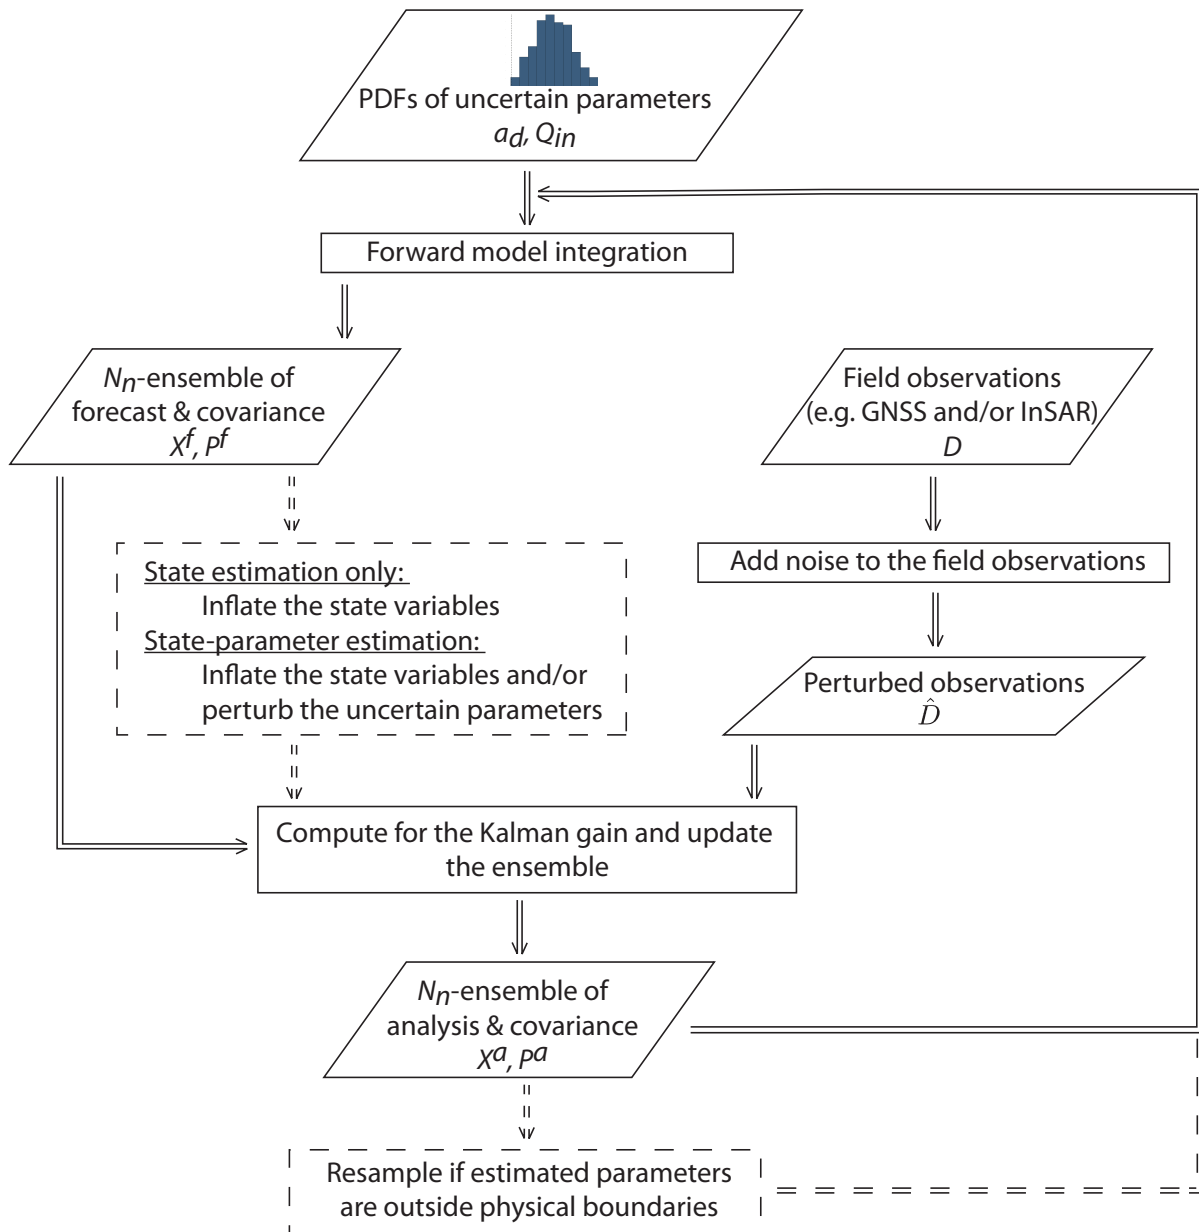 PDFs of uncertain parameters
a_d, Q_in
Forward model integration
N_n-ensemble of
forecast & covariance
X^f, P^f
Field observations
(e.g. GNSS and/or InSAR)
D
State estimation only:
Inflate the state variables
State-parameter estimation:
Inflate the state variables and/or
perturb the uncertain parameters
Add noise to the field observations
Perturbed observations
D̂
Compute for the Kalman gain and update
the ensemble
N_n-ensemble of
analysis & covariance
X^a, P^a
Resample if estimated parameters
are outside physical boundaries